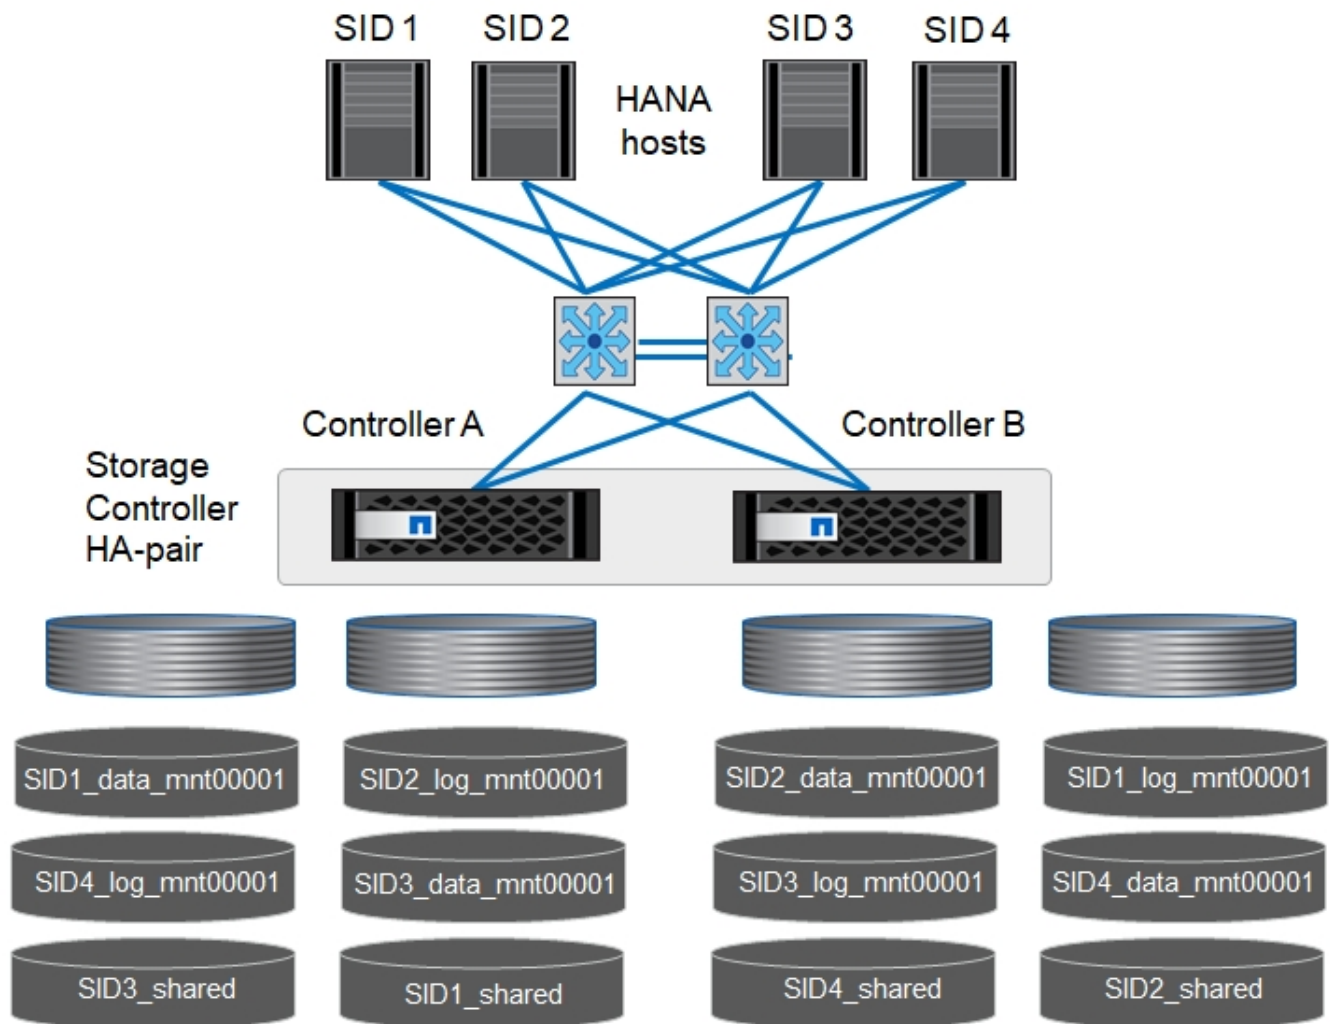 SID 1
SID 2
SID 3
SID 4
HANA
hosts
Controller A
Controller B
Storage
Controller
HA-pair
SID1_data_mnt00001
SID2_log_mnt00001
SID2_data_mnt00001
SID1_log_mnt00001
SID4_log_mnt00001
SID3_data_mnt00001
SID3_log_mnt00001
SID4_data_mnt00001
SID3_shared
SID1_shared
SID4_shared
SID2_shared